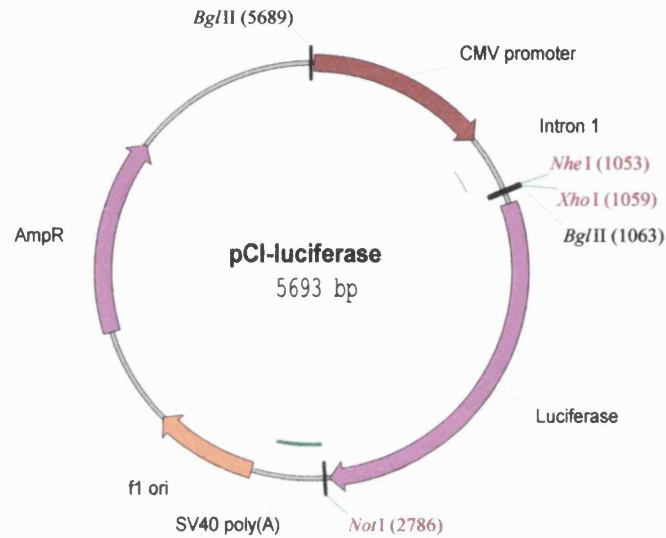 BglII (5689)
CMV promoter
Intron 1
NheI (1053)
XhoI (1059)
BglII (1063)
AmpR
pCI-luciferase
5693 bp
Luciferase
f1 ori
SV40 poly(A)
NotI (2786)